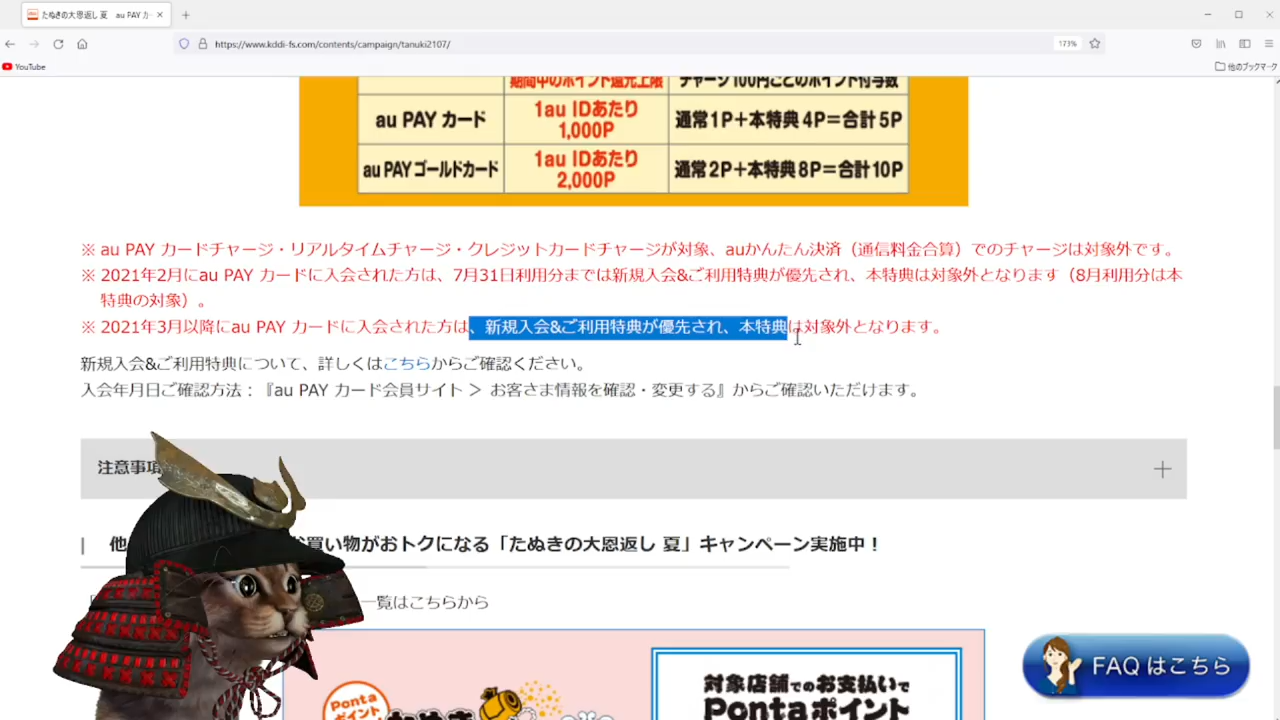 たぬきの大恩返し 夏 au PAY カ
https://www.kddi-fs.com/contents/campaign/tanuki2107/
173%
YouTube
他のブックマーク
期間中のポイント還元上限
チャージ100円ごとのポイント付与数
au PAY カード
1au IDあたり
1,000P
通常1P+本特典4P=合計5P
au PAY ゴールドカード
1au IDあたり
2,000P
通常2P+本特典8P=合計10P
※ au PAY カードチャージ・リアルタイムチャージ・クレジットカードチャージが対象、auかんたん決済（通信料金合算）でのチャージは対象外です。
※ 2021年2月にau PAY カードに入会された方は、7月31日利用分までは新規入会&ご利用特典が優先され、本特典は対象外となります（8月利用分は本
特典の対象）。
※ 2021年3月以降にau PAY カードに入会された方は、新規入会&ご利用特典が優先され、本特典は対象外となります。
新規入会&ご利用特典について、詳しくはこちらからご確認ください。
入会年月日ご確認方法：『au PAY カード会員サイト ＞ お客さま情報を確認・変更する』からご確認いただけます。
注意事項
他 お買い物がおトクになる「たぬきの大恩返し 夏」キャンペーン実施中！
一覧はこちらから
Ponta
ポイント
たぬき
対象店舗でのお支払いで
Pontaポイント
FAQはこちら